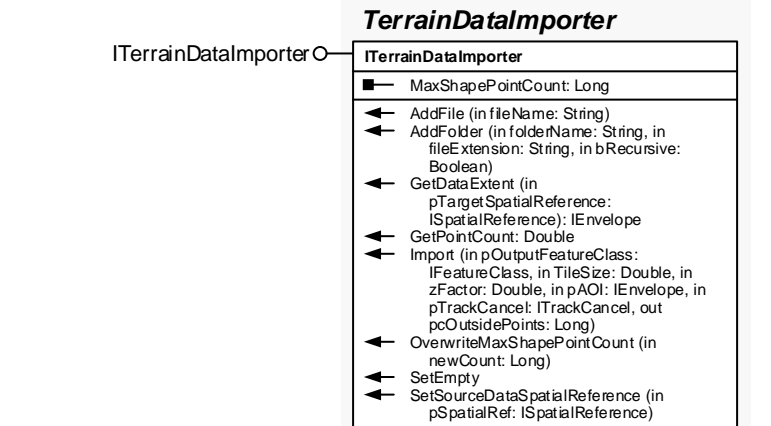 TerrainDataImporter
ITerrainDataImporter
ITerrainDataImporter
MaxShapePointCount: Long
AddFile (in fileName: String)
AddFolder (in folderName: String, in
fileExtension: String, in bRecursive:
Boolean)
GetDataExtent (in
pTargetSpatialReference:
ISpatialReference): IEnvelope
GetPointCount: Double
Import (in pOutputFeatureClass:
IFeatureClass, in TileSize: Double, in
zFactor: Double, in pAOI: IEnvelope, in
pTrackCancel: ITrackCancel, out
pcOutsidePoints: Long)
OverwriteMaxShapePointCount (in
newCount: Long)
SetEmpty
SetSourceDataSpatialReference (in
pSpatialRef: ISpatialReference)